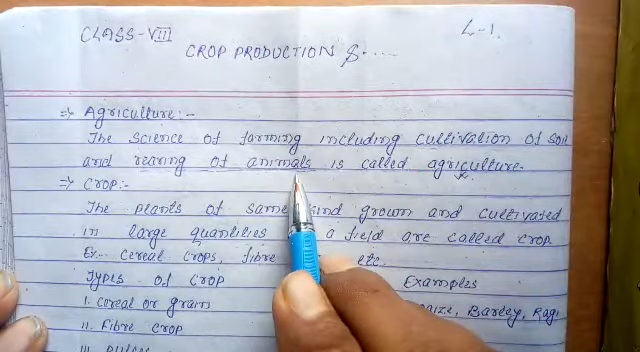 CLASS-VIII
L-1.
CROP PRODUCTION &.....
=> Agriculture:-
The Science of farming including cultivation of soil
and rearing of animals is called agriculture.
=> Crop:-
The plants of same kind grown and cultivated
in large quantities a field are called crop
Ex.- cereal crops, fibre etc.
Types of crop Examples
I. cereal or grains Barley, Ragi
II. Fibre crop
III. pulses